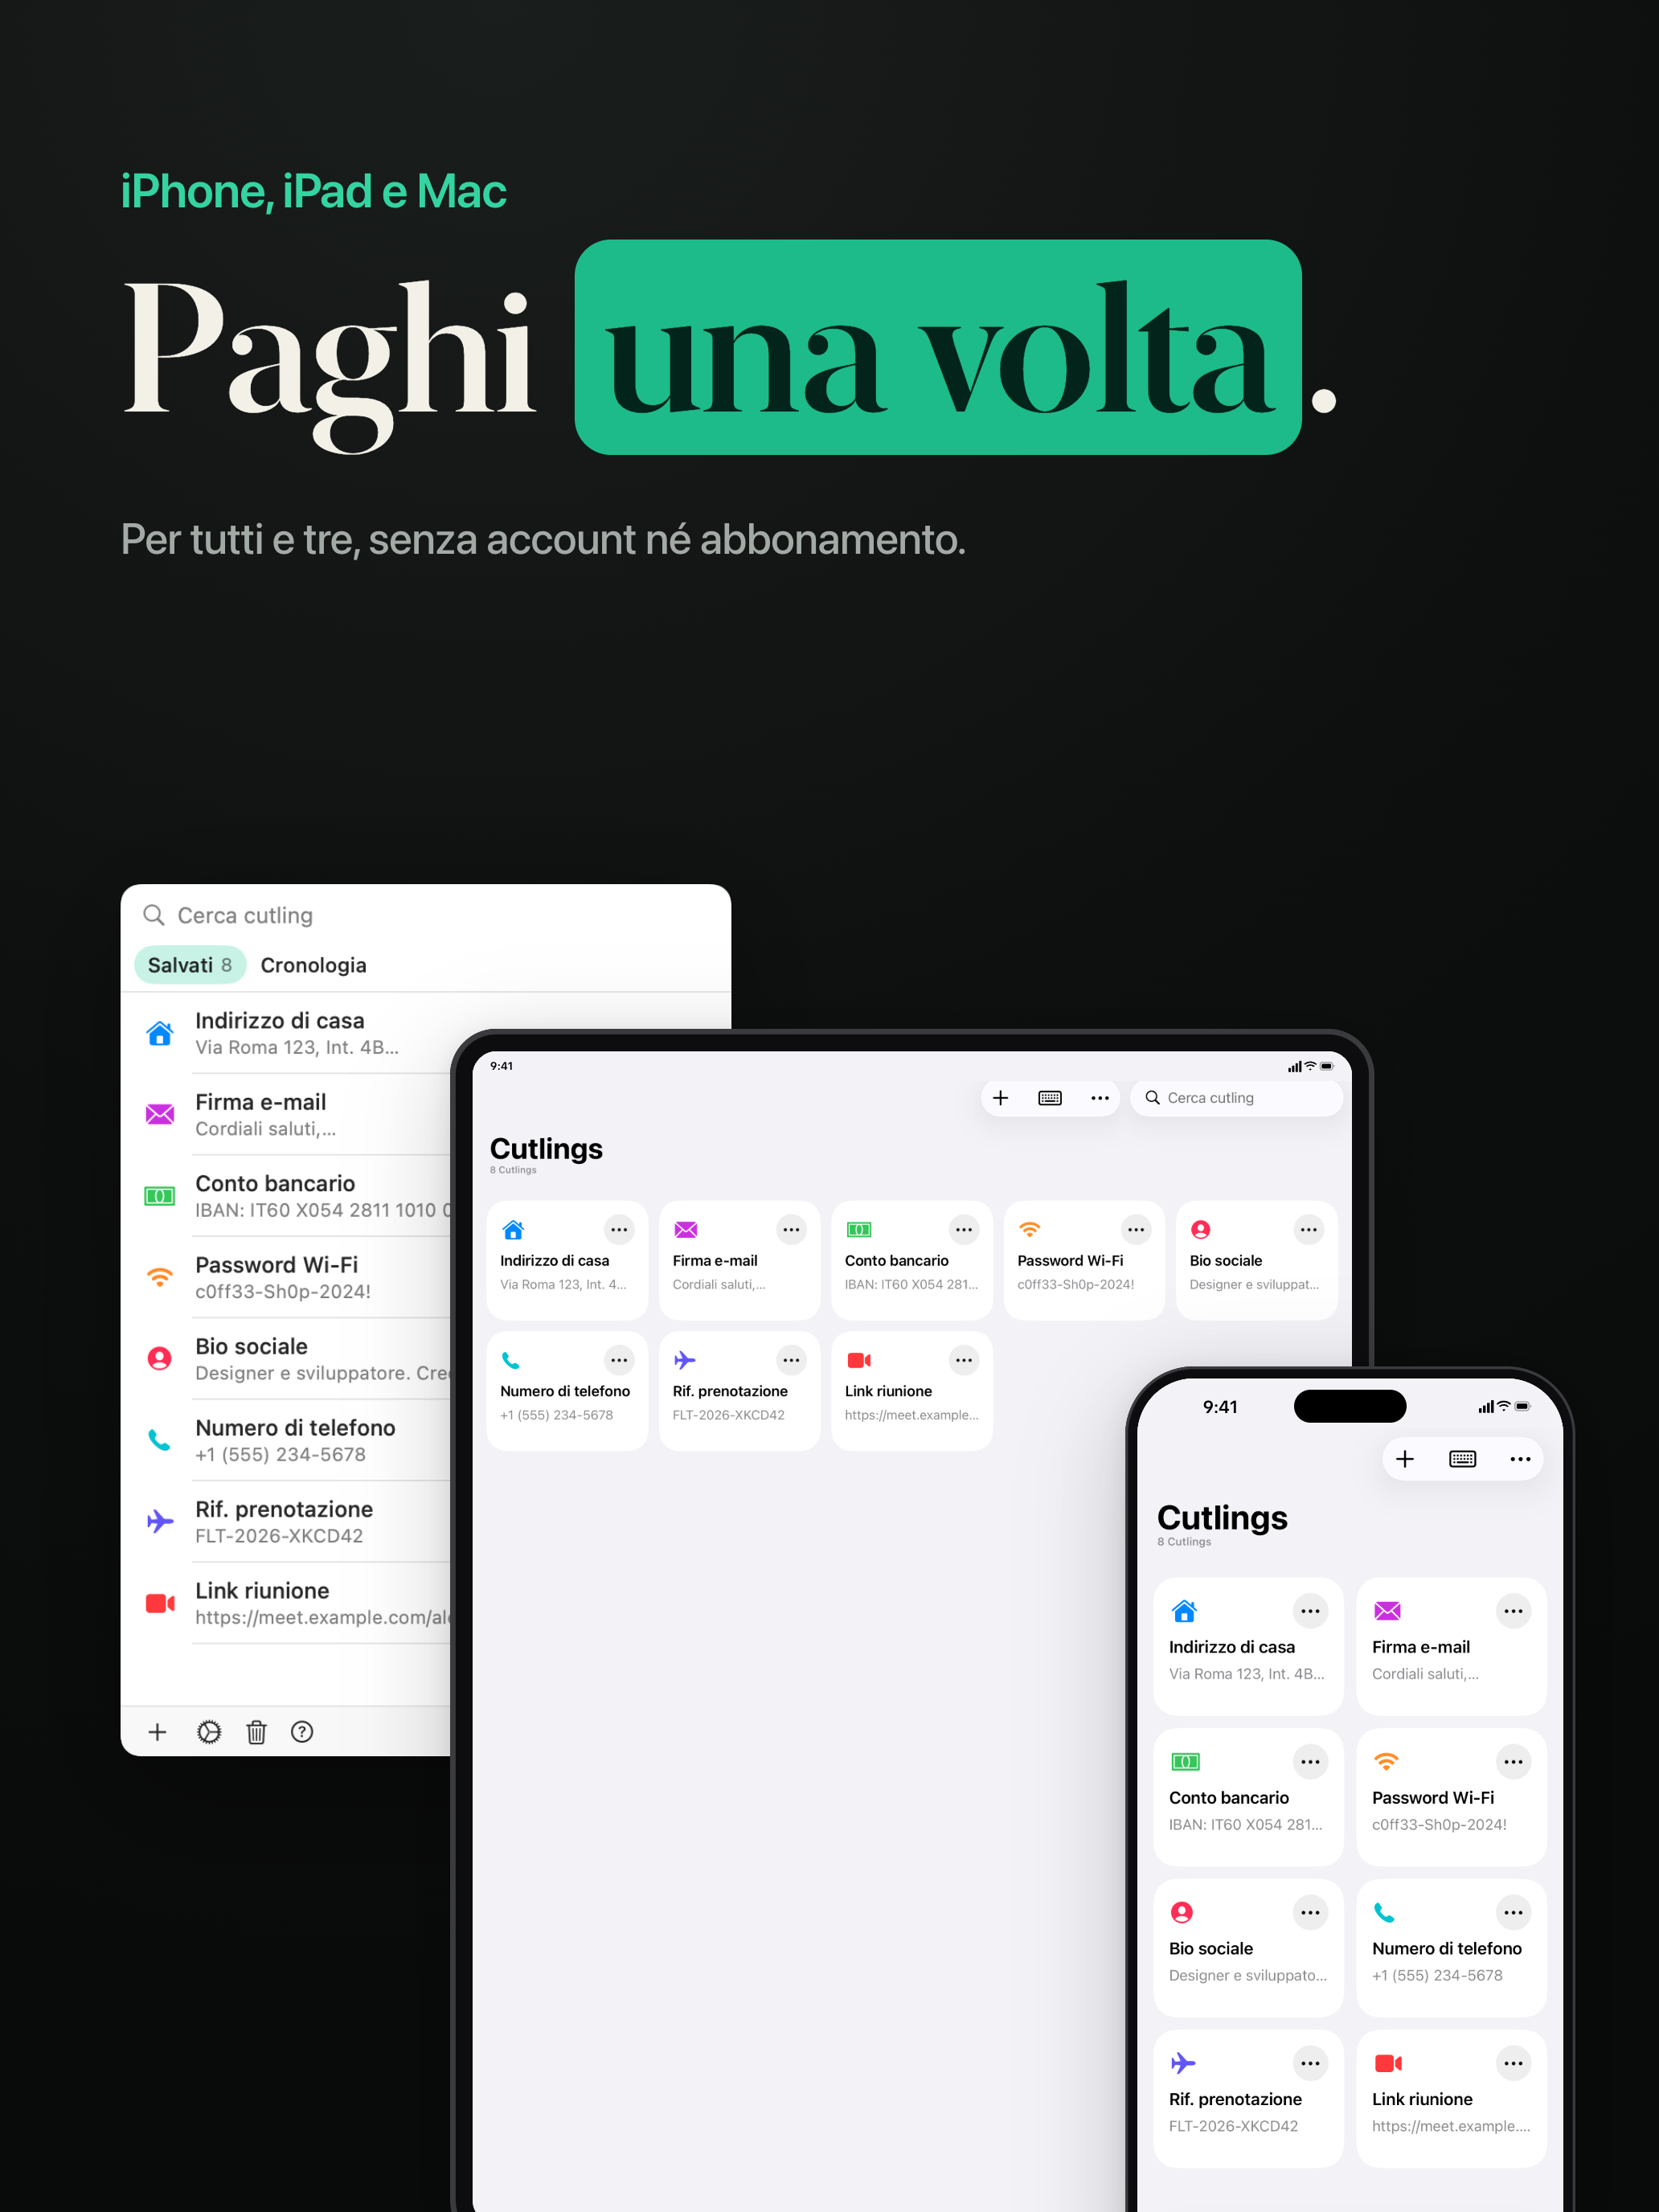 iPhone, iPad e Mac
Paghi una volta.
Per tutti e tre, senza account né abbonamento.
Cerca cutling
Salvati 8 Cronologia
Indirizzo di casa
Via Roma 123, Int. 4B...
Firma e-mail
Cordiali saluti,...
Conto bancario
IBAN: IT60 X054 2811 1010 0
Password Wi-Fi
c0ff33-Sh0p-2024!
Bio sociale
Designer e sviluppatore. Cre
Numero di telefono
+1 (555) 234-5678
Rif. prenotazione
FLT-2026-XKCD42
Link riunione
https://meet.example.com/al
9:41
Cerca cutling
Cutlings
8 Cutlings
Indirizzo di casa
Via Roma 123, Int. 4...
Firma e-mail
Cordiali saluti,...
Conto bancario
IBAN: IT60 X054 281...
Password Wi-Fi
c0ff33-Sh0p-2024!
Bio sociale
Designer e sviluppat...
Numero di telefono
+1 (555) 234-5678
Rif. prenotazione
FLT-2026-XKCD42
Link riunione
https://meet.example...
9:41
Cutlings
8 Cutlings
Indirizzo di casa
Via Roma 123, Int. 4B...
Firma e-mail
Cordiali saluti,...
Conto bancario
IBAN: IT60 X054 281...
Password Wi-Fi
c0ff33-Sh0p-2024!
Bio sociale
Designer e sviluppato...
Numero di telefono
+1 (555) 234-5678
Rif. prenotazione
FLT-2026-XKCD42
Link riunione
https://meet.example....